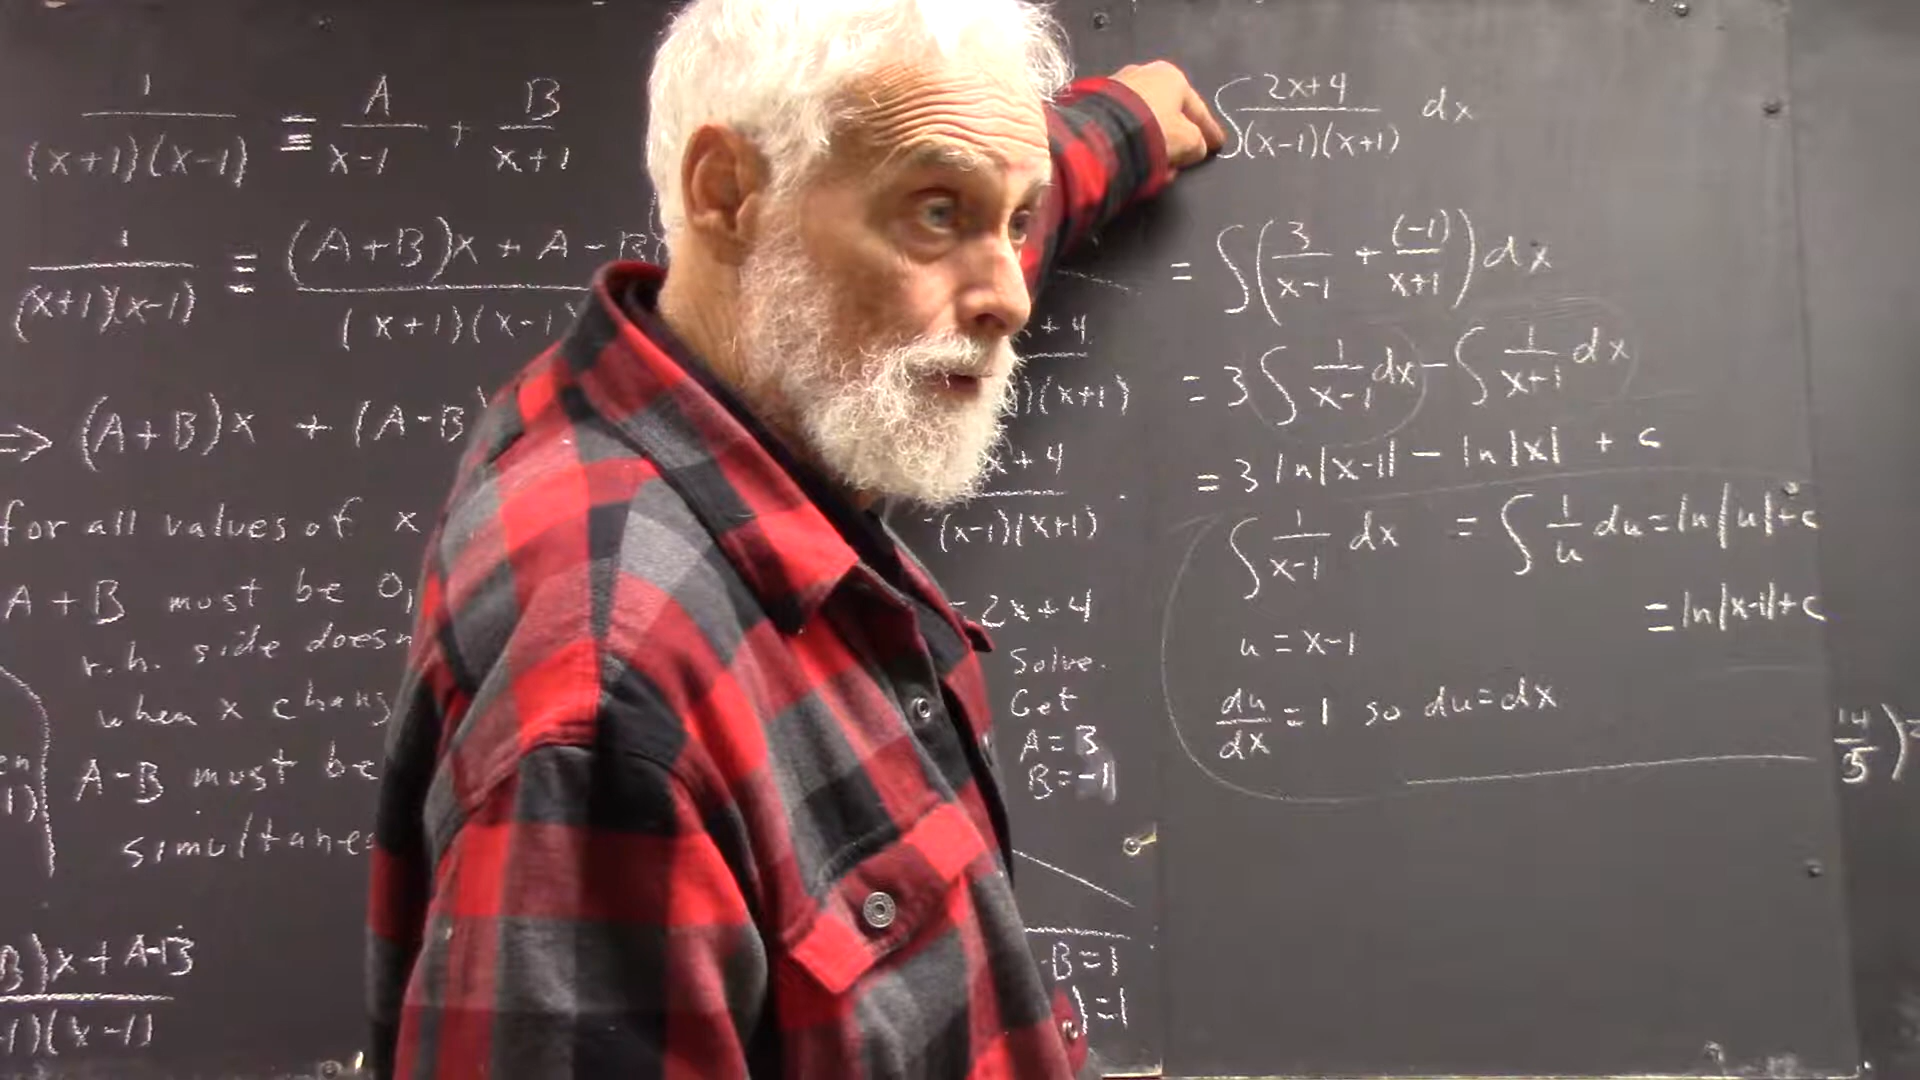 1/((x+1)(x-1)) ≡ A/(x-1) + B/(x+1)
1/((x+1)(x-1)) ≡ ((A+B)x + A-B)/((x+1)(x-1)
⇒ (A+B)x + (A-B)
for all values of x
A+B must be 0,
r.h. side doesn
when x chang
A-B must be
simultane
B)x + A-B
1)(x-1)
+4
)(x+1)
x+4
(x-1)(x+1)
=2x+4
Solve.
Get
A=3
B=-1
-B=1
)=1
∫ (2x+4)/((x-1)(x+1)) dx
= ∫(3/(x-1) + (-1)/(x+1))dx
= 3∫ 1/(x-1) dx - ∫ 1/(x+1) dx
= 3 ln|x-1| - ln|x| + c
∫ 1/(x-1) dx = ∫ 1/u du = ln|u|+c
= ln|x-1|+c
u = x-1
du/dx = 1 so du=dx
14/5)=